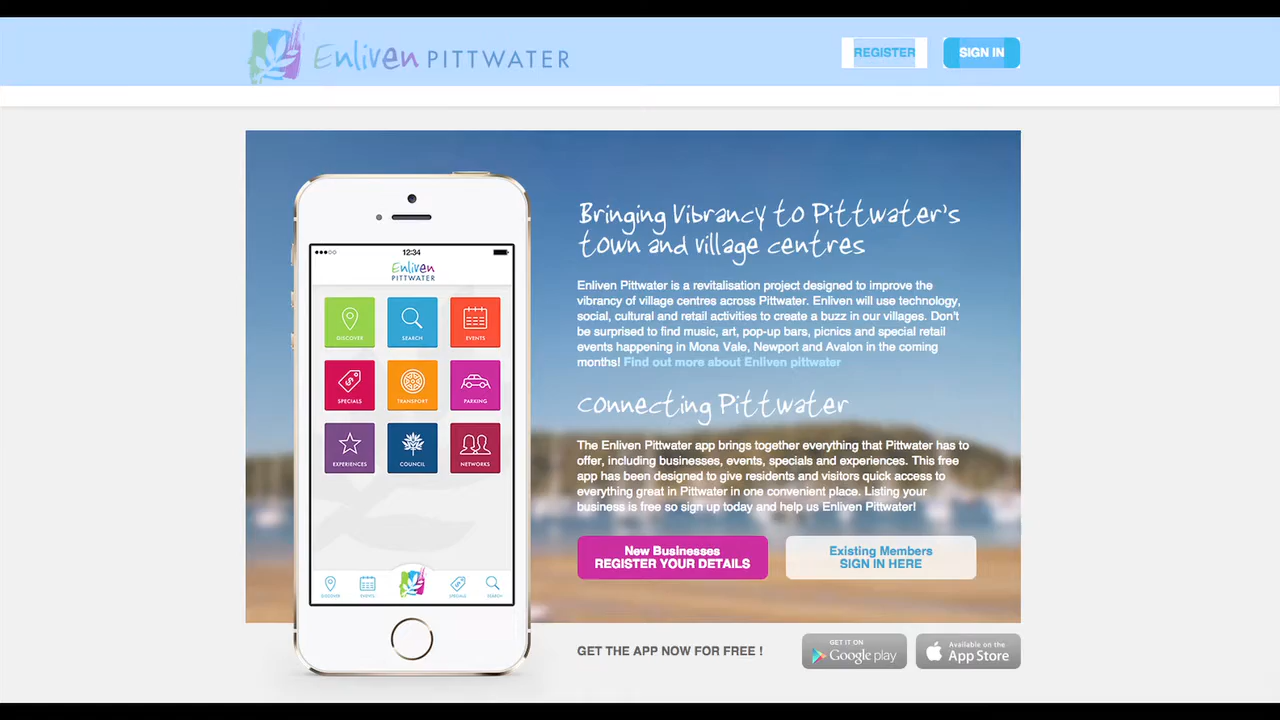 Enliven PITTWATER
REGISTER
SIGN IN
12:34
Enliven
PITTWATER
DISCOVER
SEARCH
EVENTS
SPECIALS
TRANSPORT
PARKING
EXPERIENCES
COUNCIL
NETWORKS
DISCOVER
EVENTS
SPECIALS
SEARCH
Bringing Vibrancy to Pittwater's
town and village centres
Enliven Pittwater is a revitalisation project designed to improve the
vibrancy of village centres across Pittwater. Enliven will use technology,
social, cultural and retail activities to create a buzz in our villages. Don't
be surprised to find music, art, pop-up bars, picnics and special retail
events happening in Mona Vale, Newport and Avalon in the coming
months! Find out more about Enliven pittwater
Connecting Pittwater
The Enliven Pittwater app brings together everything that Pittwater has to
offer, including businesses, events, specials and experiences. This free
app has been designed to give residents and visitors quick access to
everything great in Pittwater in one convenient place. Listing your
business is free so sign up today and help us Enliven Pittwater!
New Businesses
REGISTER YOUR DETAILS
Existing Members
SIGN IN HERE
GET THE APP NOW FOR FREE !
GET IT ON
Google play
Available on the
App Store